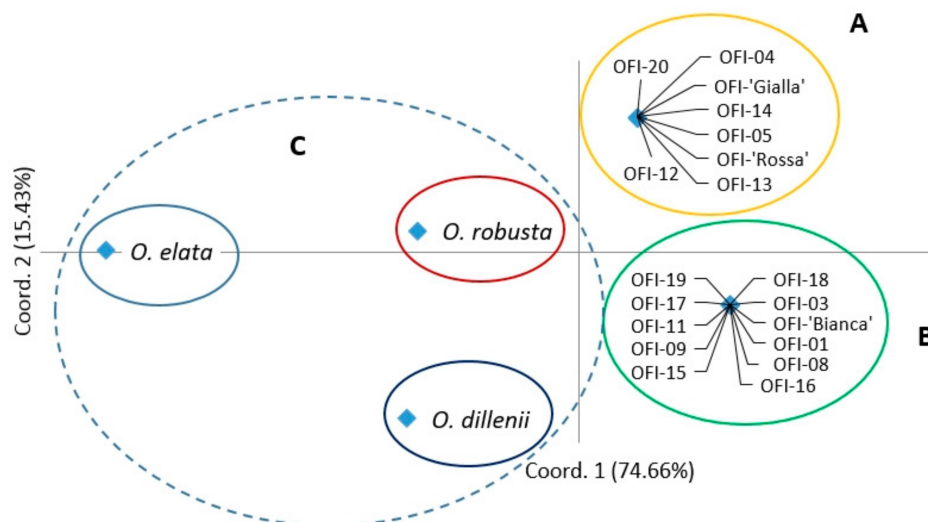 A
OFI-20
OFI-04
OFI-'Gialla'
OFI-14
OFI-05
OFI-'Rossa'
OFI-12
OFI-13
C
Coord. 2 (15.43%)
O. elata
O. robusta
O. dillenii
OFI-19
OFI-17
OFI-11
OFI-09
OFI-15
OFI-18
OFI-03
OFI-'Bianca'
OFI-01
OFI-08
OFI-16
B
Coord. 1 (74.66%)